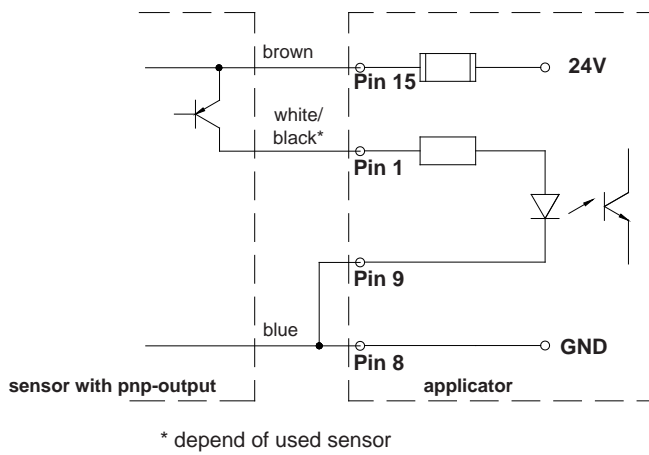 brown
24V
Pin 15
white/
black*
Pin 1
Pin 9
blue
GND
Pin 8
sensor with pnp-output
applicator
* depend of used sensor